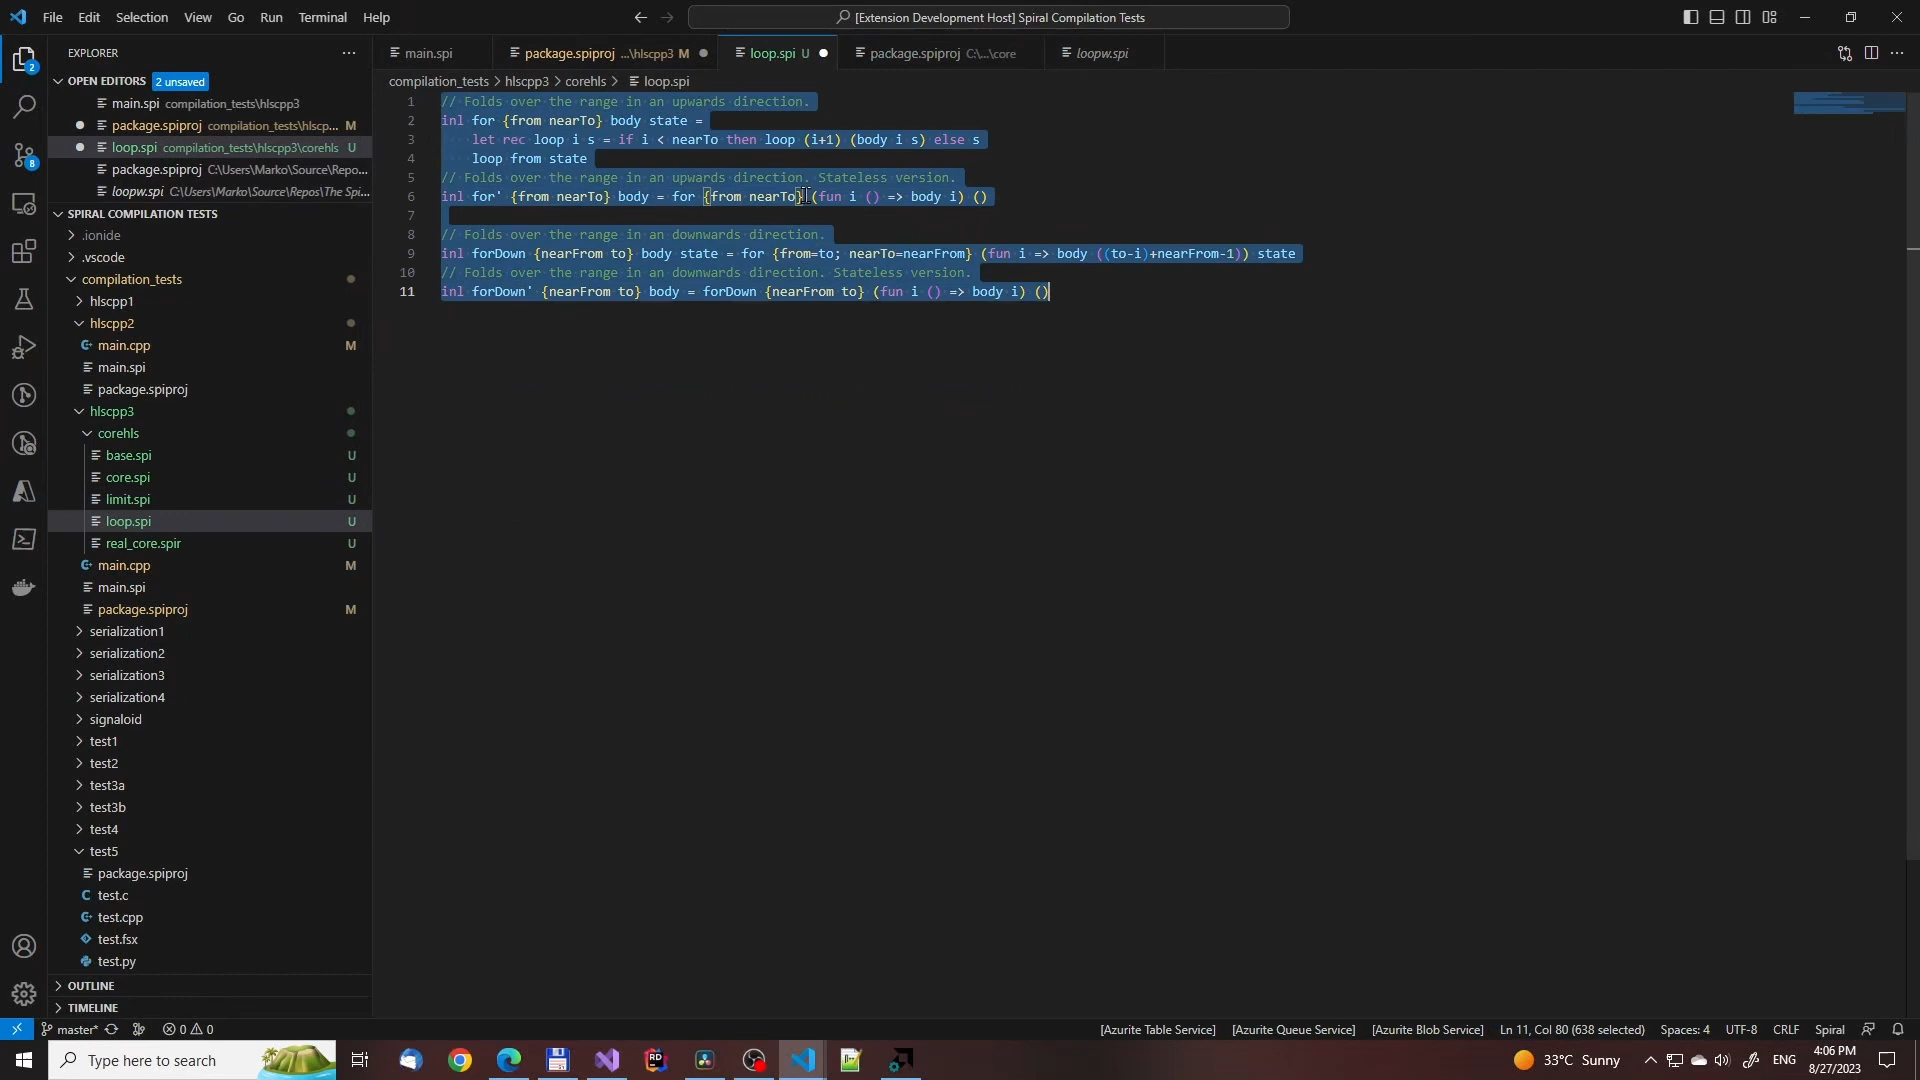 File Edit Selection View Go Run Terminal Help
[Extension Development Host] Spiral Compilation Tests
EXPLORER
OPEN EDITORS 2 unsaved
main.spi compilation_tests\hlscpp3
package.spiproj compilation_tests\hlscp... M
loop.spi compilation_tests\hlscpp3\corehls U
package.spiproj C:\Users\Marko\Source\Repo...
loopw.spi C:\Users\Marko\Source\Repos\The Spi...
SPIRAL COMPILATION TESTS
.ionide
.vscode
compilation_tests
hlscpp1
hlscpp2
main.cpp M
main.spi
package.spiproj
hlscpp3
corehls
base.spi U
core.spi U
limit.spi U
loop.spi U
real_core.spir U
main.cpp M
main.spi
package.spiproj M
serialization1
serialization2
serialization3
serialization4
signaloid
test1
test2
test3a
test3b
test4
test5
package.spiproj
test.c
test.cpp
test.fsx
test.py
OUTLINE
TIMELINE
main.spi package.spiproj ...\hlscpp3 M loop.spi U package.spiproj C:\...\core loopw.spi
compilation_tests > hlscpp3 > corehls > loop.spi
1 // Folds over the range in an upwards direction.
2 inl for {from nearTo} body state =
3 let rec loop i s = if i < nearTo then loop (i+1) (body i s) else s
4 loop from state
5 // Folds over the range in an upwards direction. Stateless version.
6 inl for' {from nearTo} body = for {from nearTo} (fun i () => body i) ()
7
8 // Folds over the range in an downwards direction.
9 inl forDown {nearFrom to} body state = for {from=to; nearTo=nearFrom} (fun i => body ((to-i)+nearFrom-1)) state
10 // Folds over the range in an downwards direction. Stateless version.
11 inl forDown' {nearFrom to} body = forDown {nearFrom to} (fun i () => body i) ()
master* 0 0 [Azurite Table Service] [Azurite Queue Service] [Azurite Blob Service] Ln 11, Col 80 (638 selected) Spaces: 4 UTF-8 CRLF Spiral
Type here to search
33°C Sunny ENG 4:06 PM
8/27/2023
2
8